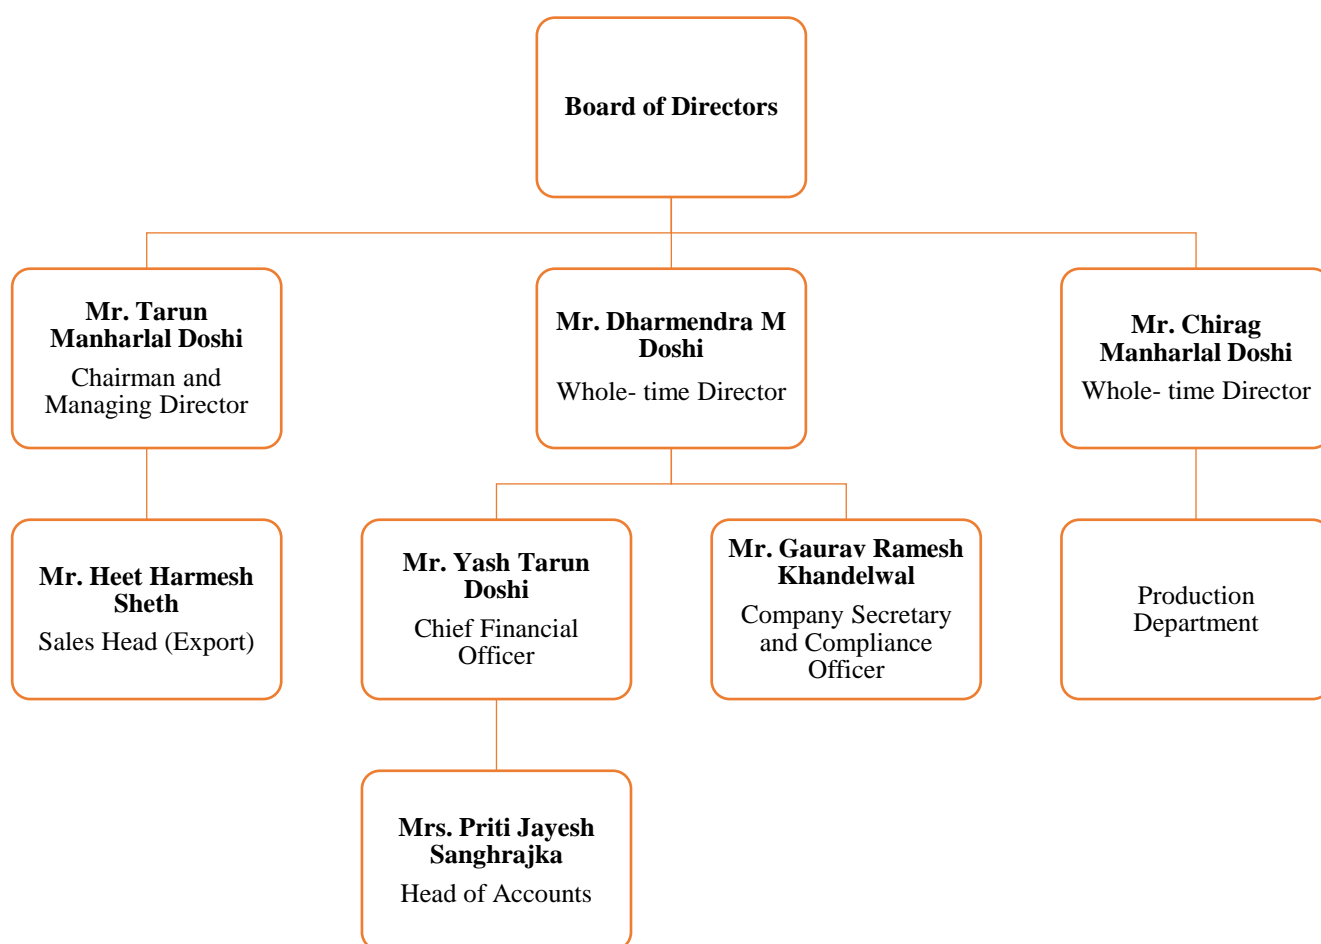 Board of Directors
Mr. Tarun
Manharlal Doshi
Chairman and
Managing Director
Mr. Dharmendra M
Doshi
Whole- time Director
Mr. Chirag
Manharlal Doshi
Whole- time Director
Mr. Heet Harmesh
Sheth
Sales Head (Export)
Mr. Yash Tarun
Doshi
Chief Financial
Officer
Mr. Gaurav Ramesh
Khandelwal
Company Secretary
and Compliance
Officer
Production
Department
Mrs. Priti Jayesh
Sanghrajka
Head of Accounts